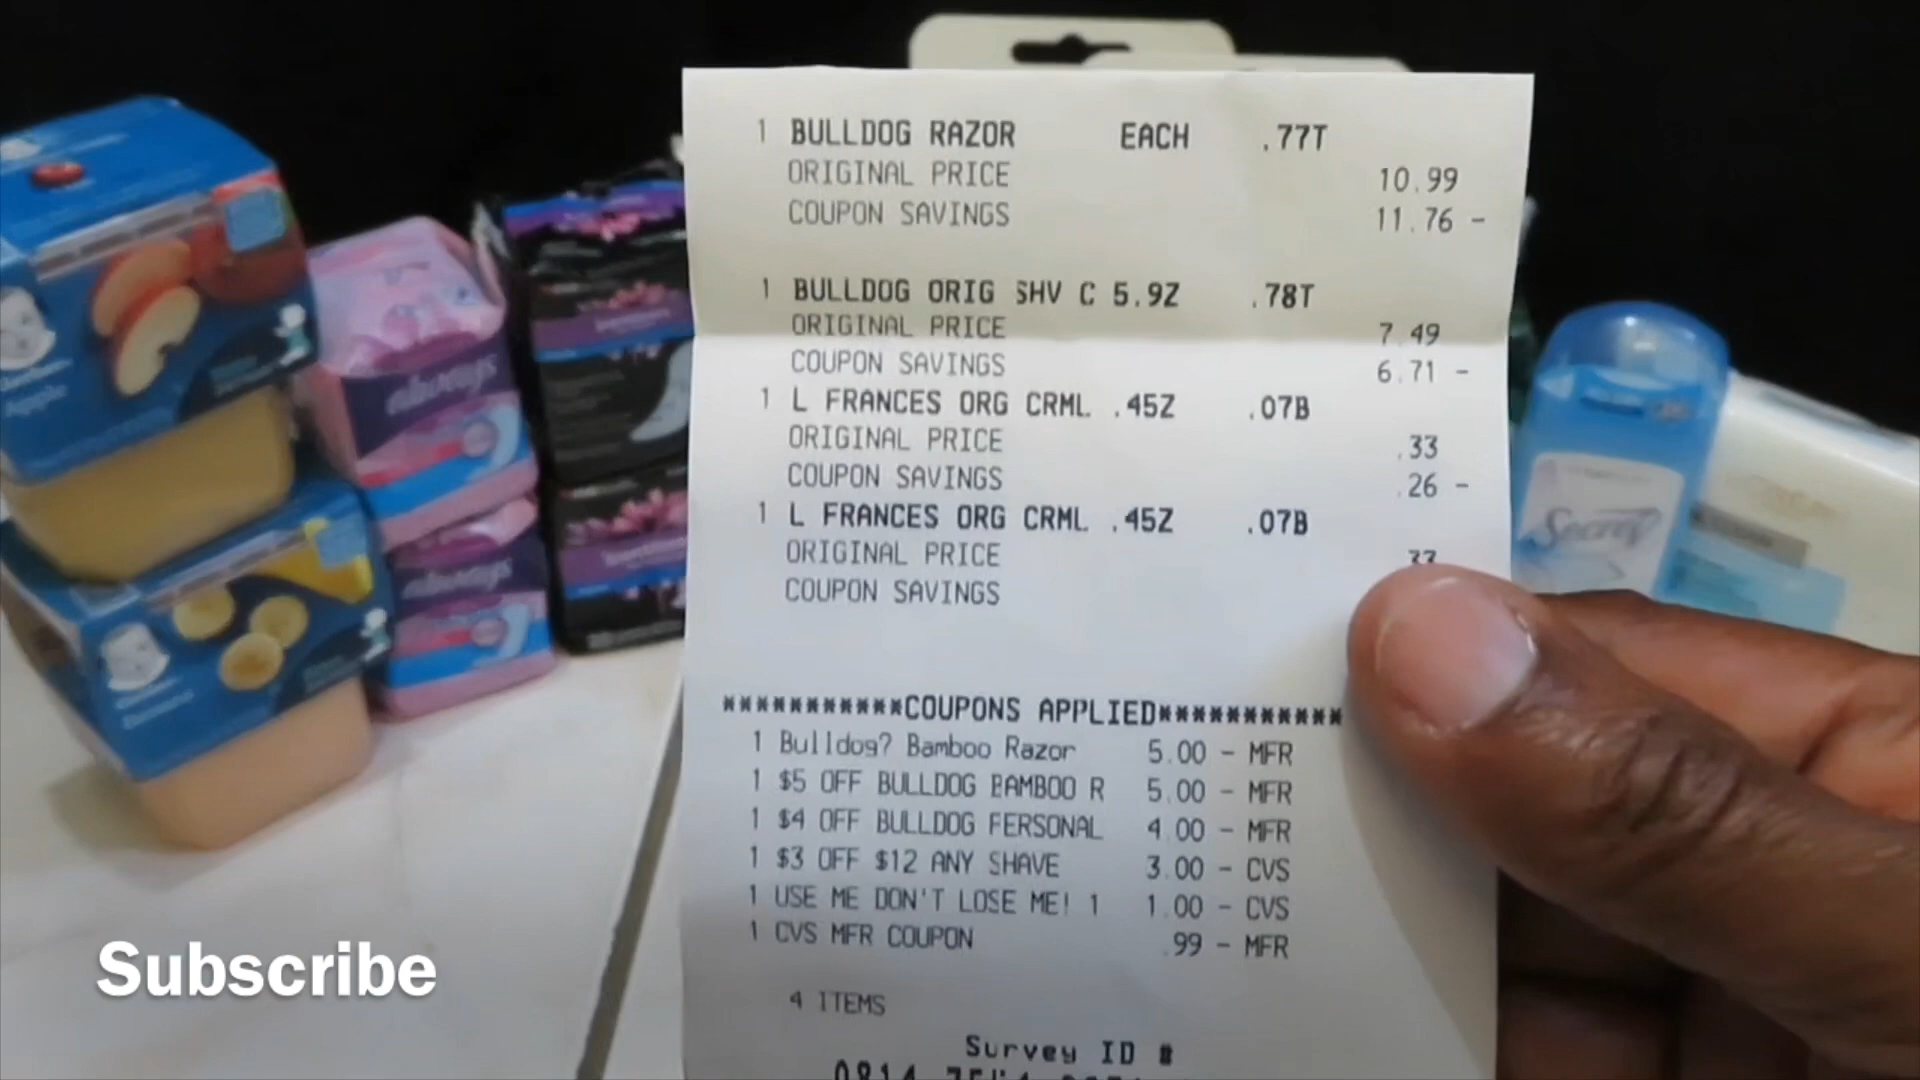 1 BULLDOG RAZOR EACH .77T
ORIGINAL PRICE 10.99
COUPON SAVINGS 11.76 -
1 BULLDOG ORIG SHV C 5.9Z .78T
ORIGINAL PRICE 7.49
COUPON SAVINGS 6.71 -
1 L FRANCES ORG CRML .45Z .07B
ORIGINAL PRICE .33
COUPON SAVINGS .26 -
1 L FRANCES ORG CRML .45Z .07B
ORIGINAL PRICE
COUPON SAVINGS
***********COUPONS APPLIED***********
1 Bulldog? Bamboo Razor 5.00 - MFR
1 $5 OFF BULLDOG BAMBOO R 5.00 - MFR
1 $4 OFF BULLDOG PERSONAL 4.00 - MFR
1 $3 OFF $12 ANY SHAVE 3.00 - CVS
1 USE ME DON'T LOSE ME! 1 1.00 - CVS
1 CVS MFR COUPON .99 - MFR
4 ITEMS
Survey ID #
Subscribe
always
always
Secret
Apple